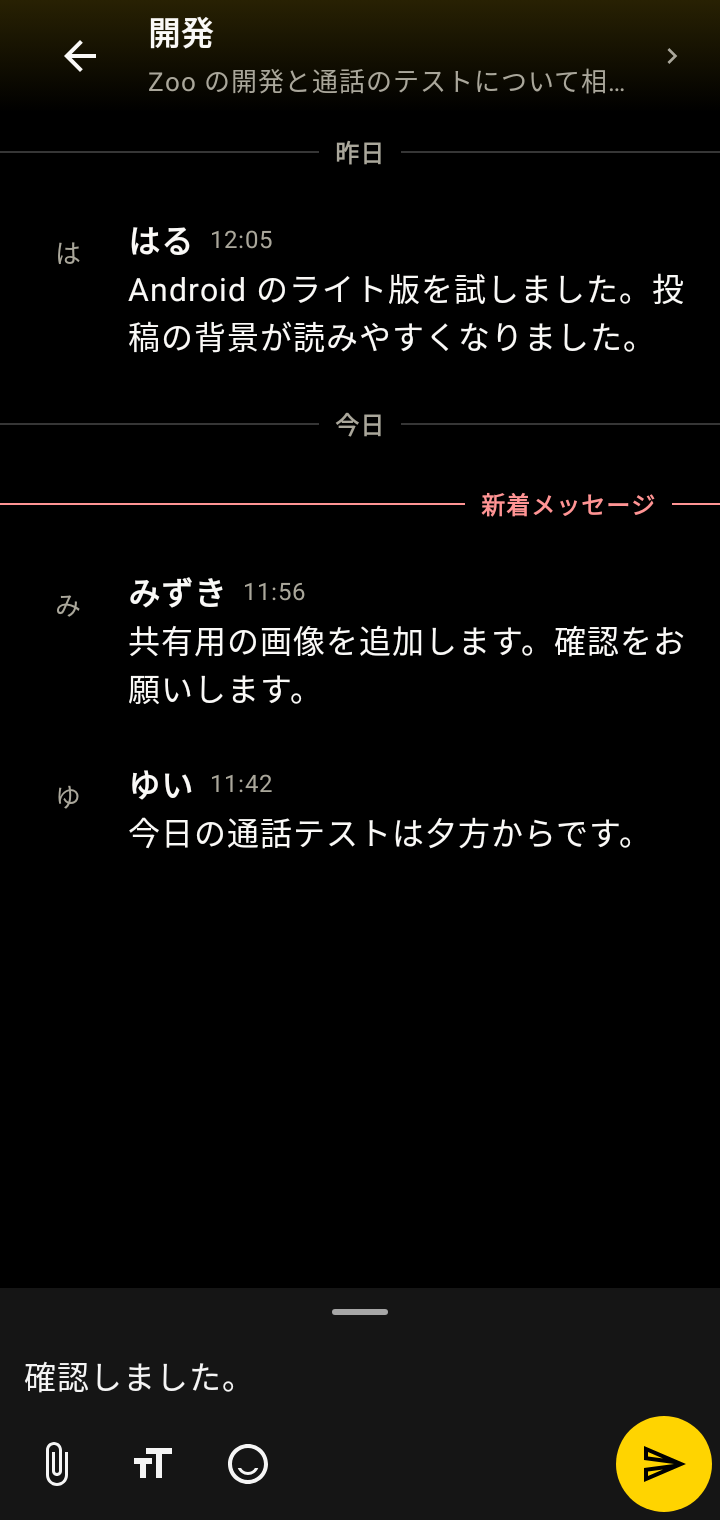 開発
Zoo の開発と通話のテストについて相…
昨日
は
はる 12:05
Android のライト版を試しました。投
稿の背景が読みやすくなりました。
今日
新着メッセージ
み
みずき 11:56
共有用の画像を追加します。確認をお
願いします。
ゆ
ゆい 11:42
今日の通話テストは夕方からです。
確認しました。